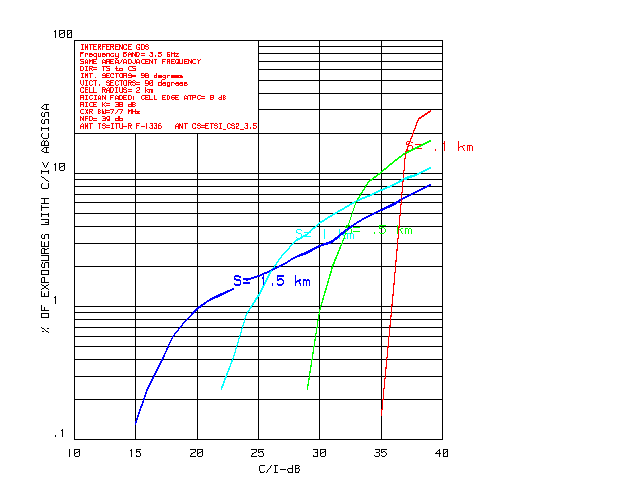 100
INTERFERENCE GDS
Frequency BAND= 3.5 GHz
SAME AREA/ADJACENT FREQUENCY
DIR= TS to CS
INT. SECTORS= 90 degrees
VICT. SECTORS= 90 degrees
CELL RADIUS= 2 km
RICIAN FADED: CELL EDGE ATPC= 0 dB
RICE K= 30 dB
CXR BW=7/7 MHz
NFD= 39 db
ANT TS=ITU-R F-1336 ANT CS=ETSI_CS2_3.5
% OF EXPOSURES WITH C/I< ABCISSA
S= .1 km
10
S= 1 km
S= .5 km
S= 1.5 km
1
.1
10 15 20 25 30 35 40
C/I-dB